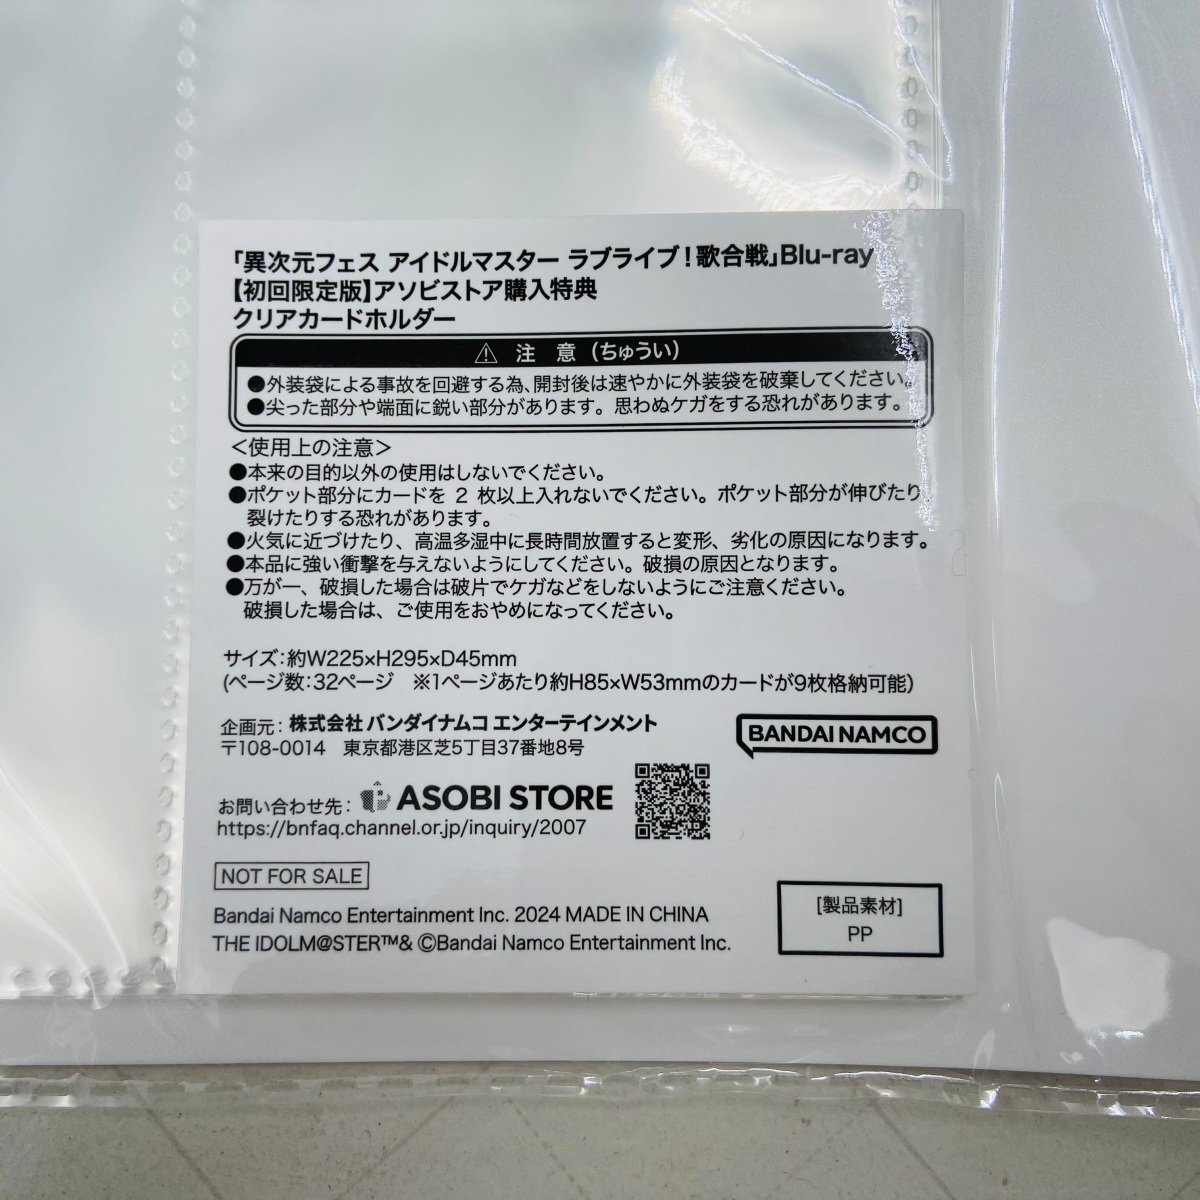 「異次元フェス アイドルマスター ラブライブ！歌合戦」Blu-ray
【初回限定版】アソビストア購入特典
クリアカードホルダー
⚠ 注 意 (ちゅうい)
●外装袋による事故を回避する為、開封後は速やかに外装袋を破棄してください。
●尖った部分や端面に鋭い部分があります。思わぬケガをする恐れがあります。
＜使用上の注意＞
●本来の目的以外の使用はしないでください。
●ポケット部分にカードを 2 枚以上入れないでください。ポケット部分が伸びたり
裂けたりする恐れがあります。
●火気に近づけたり、高温多湿中に長時間放置すると変形、劣化の原因になります。
●本品に強い衝撃を与えないようにしてください。破損の原因となります。
●万が一、破損した場合は破片でケガなどをしないようにご注意ください。
破損した場合は、ご使用をおやめになってください。
サイズ：約W225×H295×D45mm
(ページ数：32ページ ※1ページあたり約H85×W53mmのカードが9枚格納可能)
企画元：株式会社 バンダイナムコ エンターテインメント
〒108-0014 東京都港区芝5丁目37番地8号
BANDAI NAMCO
お問い合わせ先：ASOBI STORE
https://bnfaq.channel.or.jp/inquiry/2007
NOT FOR SALE
Bandai Namco Entertainment Inc. 2024 MADE IN CHINA
THE IDOLM@STER™& ©Bandai Namco Entertainment Inc.
[製品素材]
PP